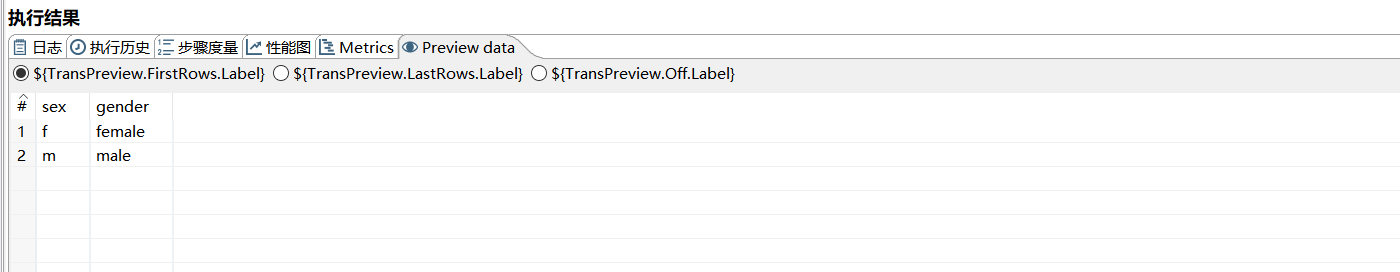 执行结果
日志 执行历史 步骤度量 性能图 Metrics Preview data
${TransPreview.FirstRows.Label} ${TransPreview.LastRows.Label} ${TransPreview.Off.Label}
# sex gender
1 f female
2 m male